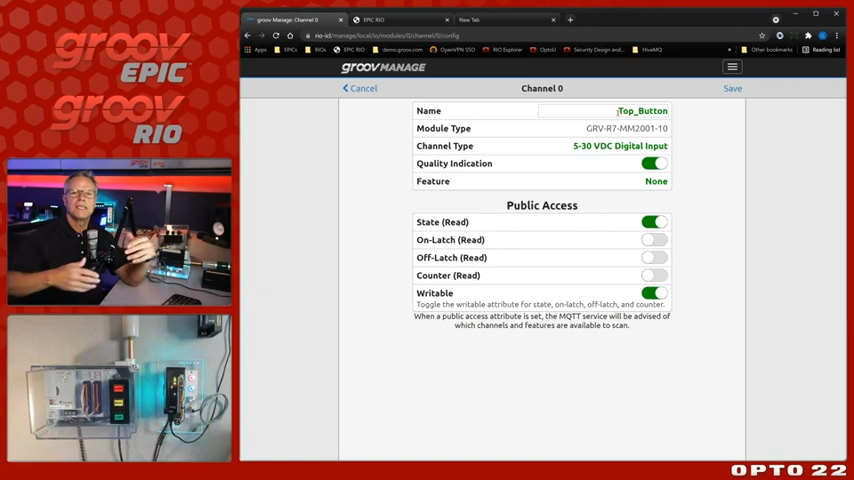 groov
EPIC
groov
RIO
groov Manage: Channel 0
EPIC RIO
New Tab
rio-icl/manage/local/io/modules/0/channel/0/config
Apps
EPICs
RIOs
EPIC RIO
demo.groov.com
OpenVPN SSO
RIO Explorer
OptoU
Security Design and...
HiveMQ
Other bookmarks
Reading list
groov MANAGE
Cancel
Channel 0
Save
Name Top_Button
Module Type GRV-R7-MM2001-10
Channel Type 5-30 VDC Digital Input
Quality Indication
Feature None
Public Access
State (Read)
On-Latch (Read)
Off-Latch (Read)
Counter (Read)
Writable
Toggle the writable attribute for state, on-latch, off-latch, and counter.
When a public access attribute is set, the MQTT service will be advised of
which channels and features are available to scan.
OPTO 22